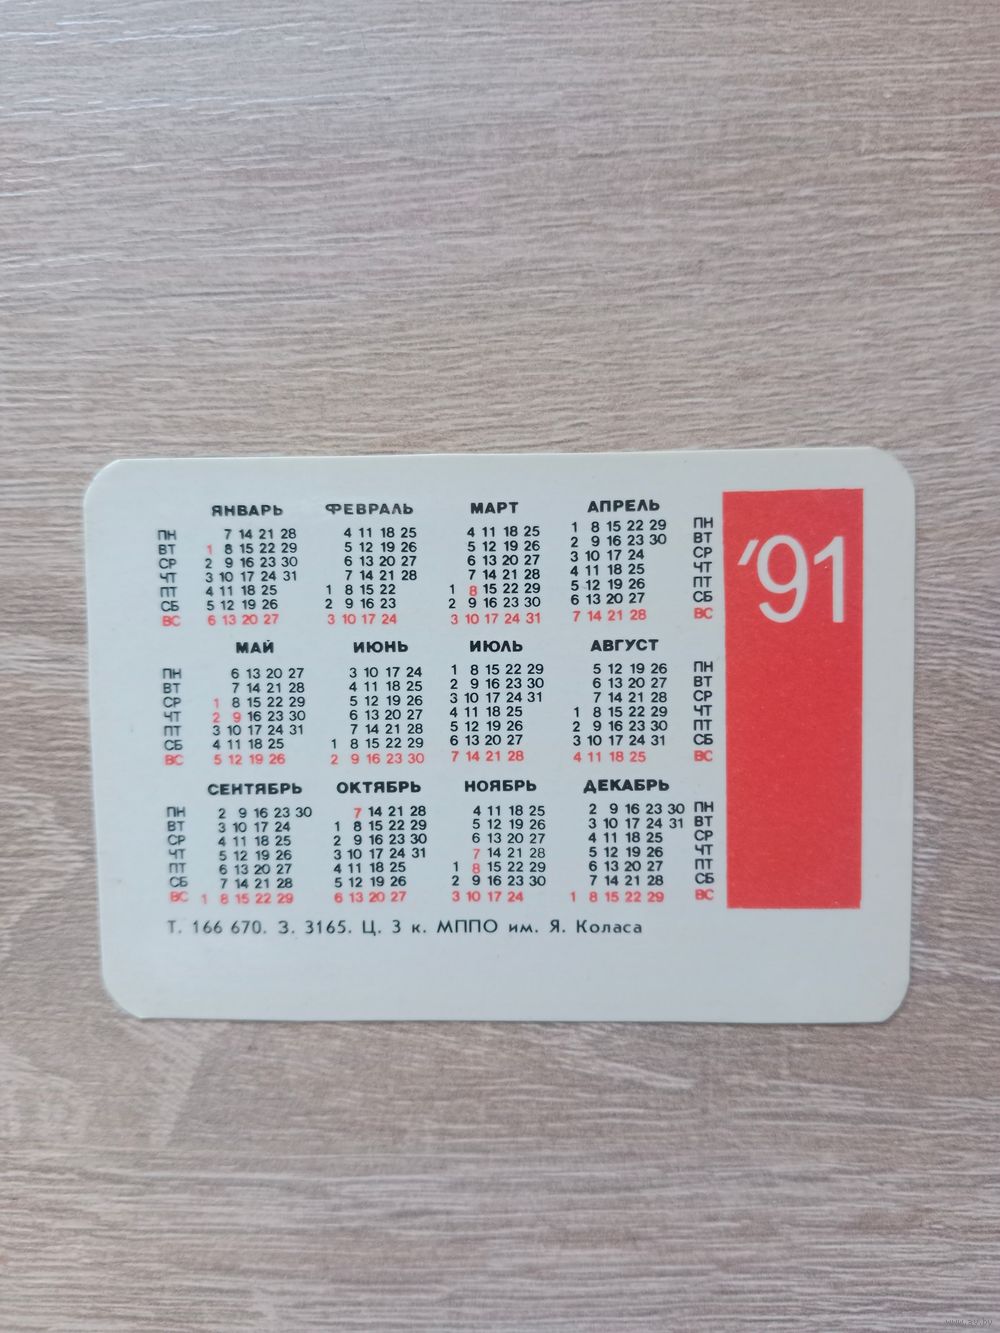 ЯНВАРЬ ФЕВРАЛЬ МАРТ АПРЕЛЬ
ПН 7 14 21 28 4 11 18 25 4 11 18 25 1 8 15 22 29 ПН
ВТ 1 8 15 22 29 5 12 19 26 5 12 19 26 2 9 16 23 30 ВТ
СР 2 9 16 23 30 6 13 20 27 6 13 20 27 3 10 17 24 СР
ЧТ 3 10 17 24 31 7 14 21 28 7 14 21 28 4 11 18 25 ЧТ
ПТ 4 11 18 25 1 8 15 22 1 8 15 22 29 5 12 19 26 ПТ
СБ 5 12 19 26 2 9 16 23 2 9 16 23 30 6 13 20 27 СБ
ВС 6 13 20 27 3 10 17 24 3 10 17 24 31 7 14 21 28 ВС
'91
МАЙ ИЮНЬ ИЮЛЬ АВГУСТ
ПН 6 13 20 27 3 10 17 24 1 8 15 22 29 5 12 19 26 ПН
ВТ 7 14 21 28 4 11 18 25 2 9 16 23 30 6 13 20 27 ВТ
СР 1 8 15 22 29 5 12 19 26 3 10 17 24 31 7 14 21 28 СР
ЧТ 2 9 16 23 30 6 13 20 27 4 11 18 25 1 8 15 22 29 ЧТ
ПТ 3 10 17 24 31 7 14 21 28 5 12 19 26 2 9 16 23 30 ПТ
СБ 4 11 18 25 1 8 15 22 29 6 13 20 27 3 10 17 24 31 СБ
ВС 5 12 19 26 2 9 16 23 30 7 14 21 28 4 11 18 25 ВС
СЕНТЯБРЬ ОКТЯБРЬ НОЯБРЬ ДЕКАБРЬ
ПН 2 9 16 23 30 7 14 21 28 4 11 18 25 2 9 16 23 30 ПН
ВТ 3 10 17 24 1 8 15 22 29 5 12 19 26 3 10 17 24 31 ВТ
СР 4 11 18 25 2 9 16 23 30 6 13 20 27 4 11 18 25 СР
ЧТ 5 12 19 26 3 10 17 24 31 7 14 21 28 5 12 19 26 ЧТ
ПТ 6 13 20 27 4 11 18 25 1 8 15 22 29 6 13 20 27 ПТ
СБ 7 14 21 28 5 12 19 26 2 9 16 23 30 7 14 21 28 СБ
ВС 1 8 15 22 29 6 13 20 27 3 10 17 24 1 8 15 22 29 ВС
Т. 166 670. З. 3165. Ц. 3 к. МППО им. Я. Коласа